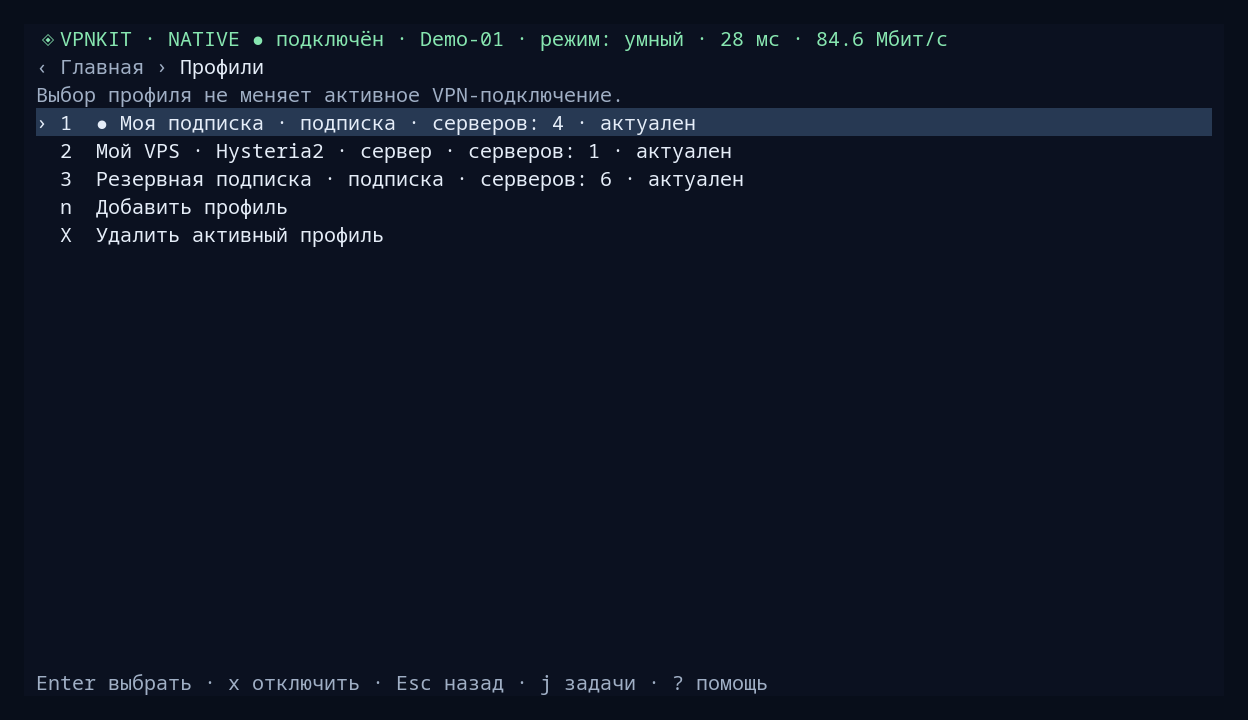 ◈ VPNKIT · NATIVE ● подключён · Demo-01 · режим: умный · 28 мс · 84.6 Мбит/с
‹ Главная › Профили
Выбор профиля не меняет активное VPN-подключение.
› 1 ● Моя подписка · подписка · серверов: 4 · актуален
2 Мой VPS · Hysteria2 · сервер · серверов: 1 · актуален
3 Резервная подписка · подписка · серверов: 6 · актуален
n Добавить профиль
X Удалить активный профиль
Enter выбрать · x отключить · Esc назад · j задачи · ? помощь